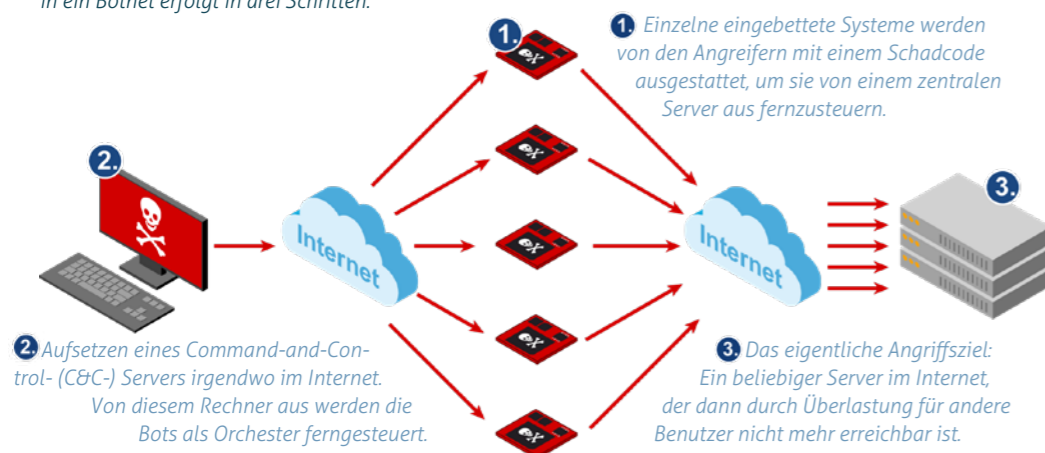 in ein Botnet erfolgt in drei Schritten.
1.
1. Einzelne eingebettete Systeme werden
von den Angreifern mit einem Schadcode
ausgestattet, um sie von einem zentralen
Server aus fernzusteuern.
2.
Internet
Internet
3.
2. Aufsetzen eines Command-and-Con-
trol- (C&C-) Servers irgendwo im Internet.
Von diesem Rechner aus werden die
Bots als Orchester ferngesteuert.
3. Das eigentliche Angriffsziel:
Ein beliebiger Server im Internet,
der dann durch Überlastung für andere
Benutzer nicht mehr erreichbar ist.